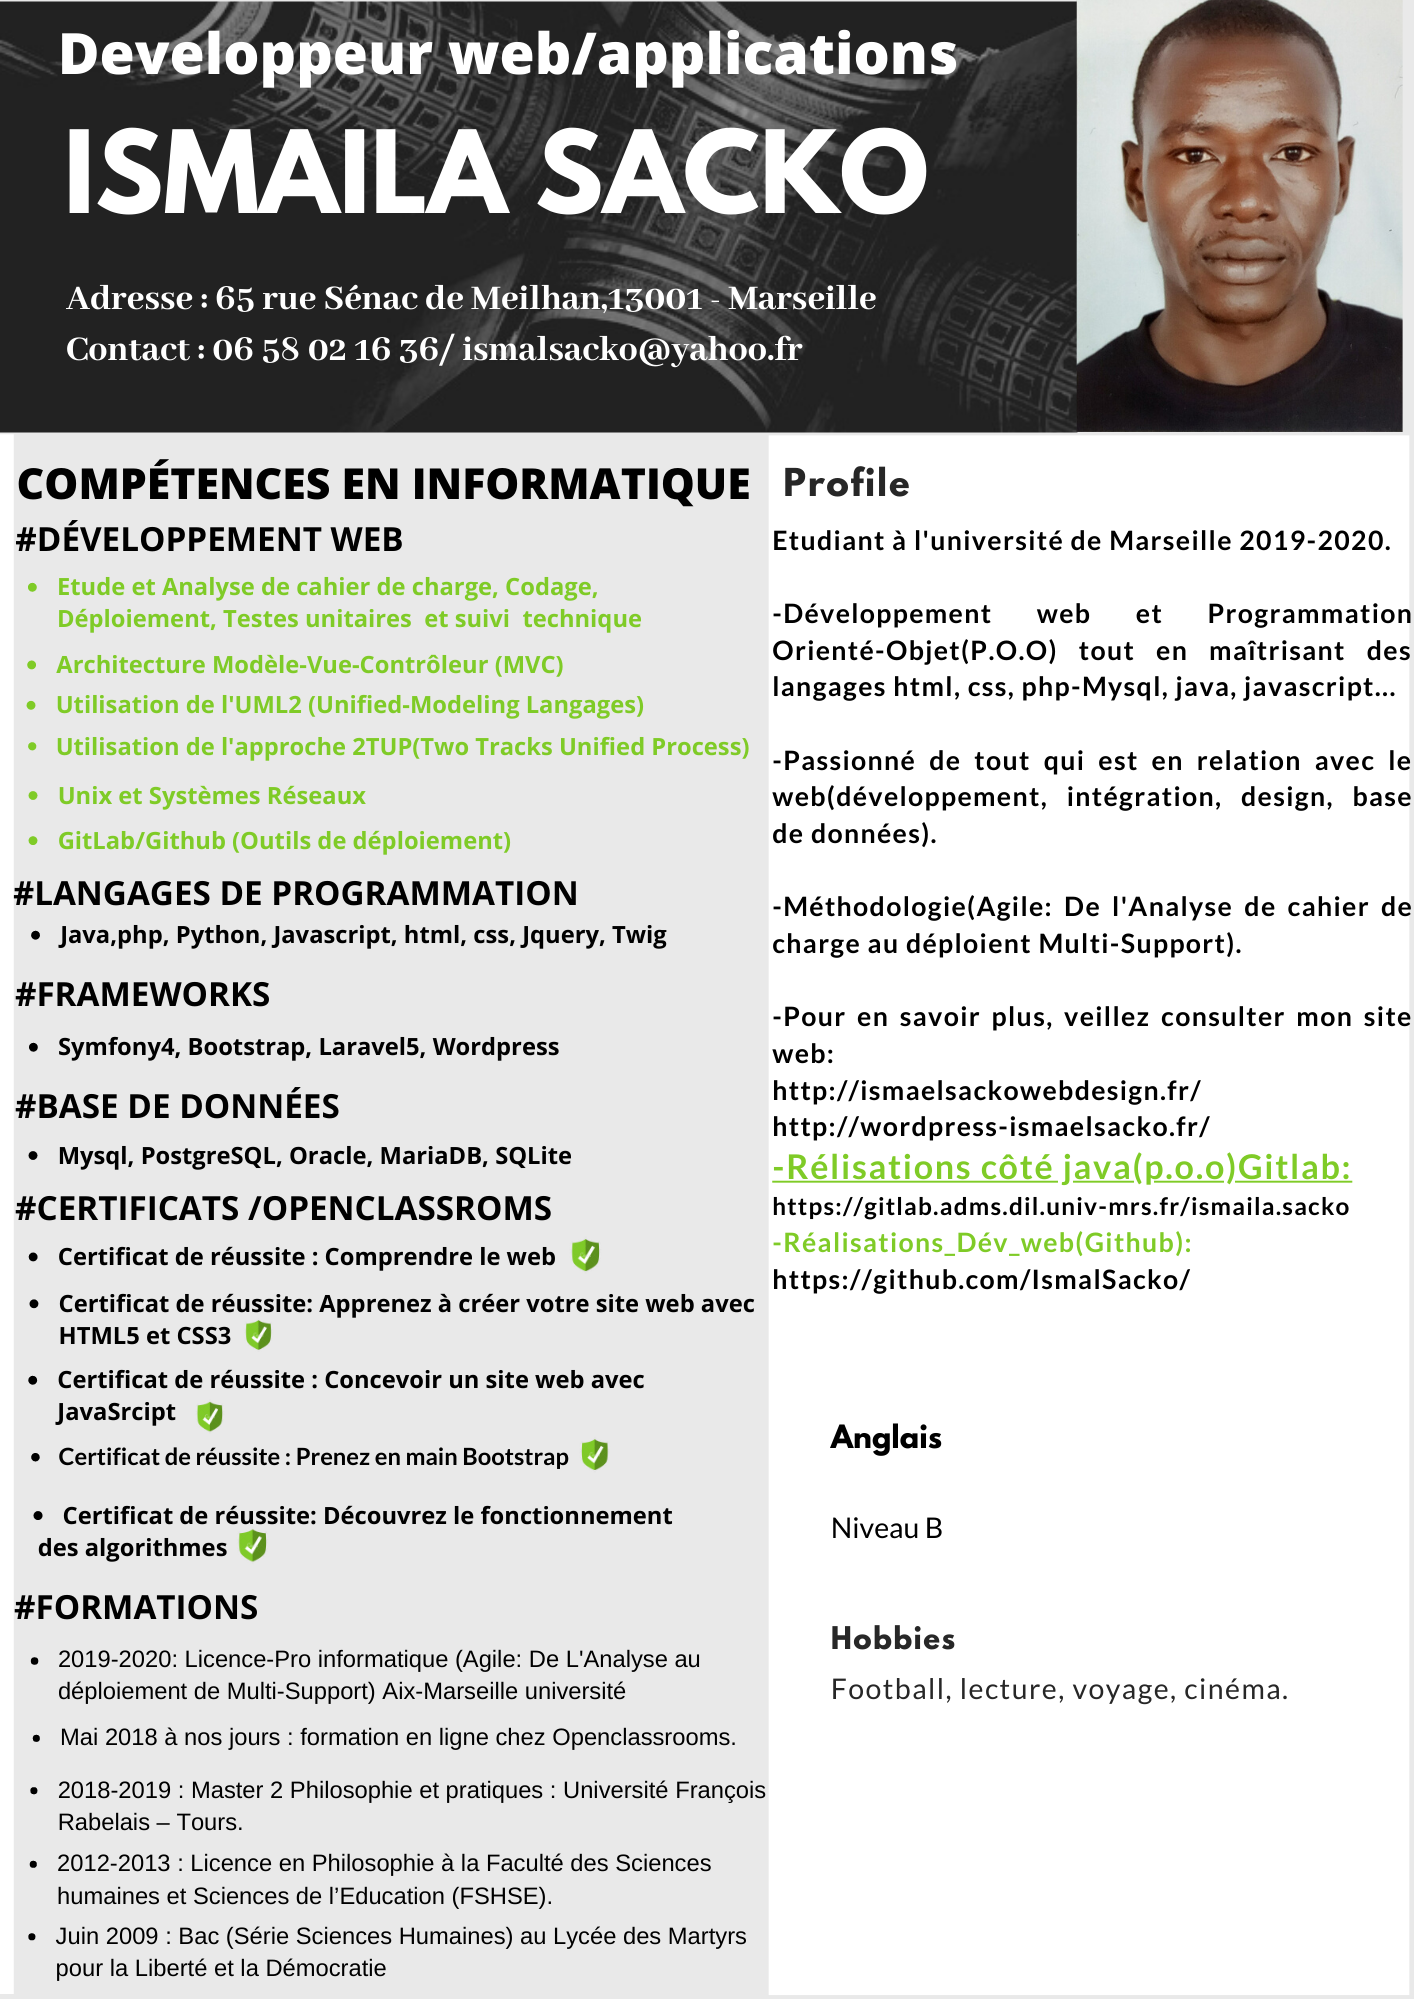 Developpeur web/applications
ISMAILA SACKO
Adresse : 65 rue Sénac de Meilhan,13001 - Marseille
Contact : 06 58 02 16 36/ ismalsacko@yahoo.fr
COMPÉTENCES EN INFORMATIQUE
#DÉVELOPPEMENT WEB
• Etude et Analyse de cahier de charge, Codage,
Déploiement, Testes unitaires et suivi technique
• Architecture Modèle-Vue-Contrôleur (MVC)
• Utilisation de l'UML2 (Unified-Modeling Langages)
• Utilisation de l'approche 2TUP(Two Tracks Unified Process)
• Unix et Systèmes Réseaux
• GitLab/Github (Outils de déploiement)
#LANGAGES DE PROGRAMMATION
• Java,php, Python, Javascript, html, css, Jquery, Twig
#FRAMEWORKS
• Symfony4, Bootstrap, Laravel5, Wordpress
#BASE DE DONNÉES
• Mysql, PostgreSQL, Oracle, MariaDB, SQLite
#CERTIFICATS /OPENCLASSROMS
• Certificat de réussite : Comprendre le web
• Certificat de réussite: Apprenez à créer votre site web avec
HTML5 et CSS3
• Certificat de réussite : Concevoir un site web avec
JavaSrcipt
• Certificat de réussite : Prenez en main Bootstrap
• Certificat de réussite: Découvrez le fonctionnement
des algorithmes
#FORMATIONS
• 2019-2020: Licence-Pro informatique (Agile: De L'Analyse au
déploiement de Multi-Support) Aix-Marseille université
• Mai 2018 à nos jours : formation en ligne chez Openclassrooms.
• 2018-2019 : Master 2 Philosophie et pratiques : Université François
Rabelais – Tours.
• 2012-2013 : Licence en Philosophie à la Faculté des Sciences
humaines et Sciences de l’Education (FSHSE).
• Juin 2009 : Bac (Série Sciences Humaines) au Lycée des Martyrs
pour la Liberté et la Démocratie
Profile
Etudiant à l'université de Marseille 2019-2020.
-Développement web et Programmation
Orienté-Objet(P.O.O) tout en maîtrisant des
langages html, css, php-Mysql, java, javascript...
-Passionné de tout qui est en relation avec le
web(développement, intégration, design, base
de données).
-Méthodologie(Agile: De l'Analyse de cahier de
charge au déploient Multi-Support).
-Pour en savoir plus, veillez consulter mon site
web:
http://ismaelsackowebdesign.fr/
http://wordpress-ismaelsacko.fr/
-Rélisations côté java(p.o.o)Gitlab:
https://gitlab.adms.dil.univ-mrs.fr/ismaila.sacko
-Réalisations_Dév_web(Github):
https://github.com/IsmalSacko/
Anglais
Niveau B
Hobbies
Football, lecture, voyage, cinéma.